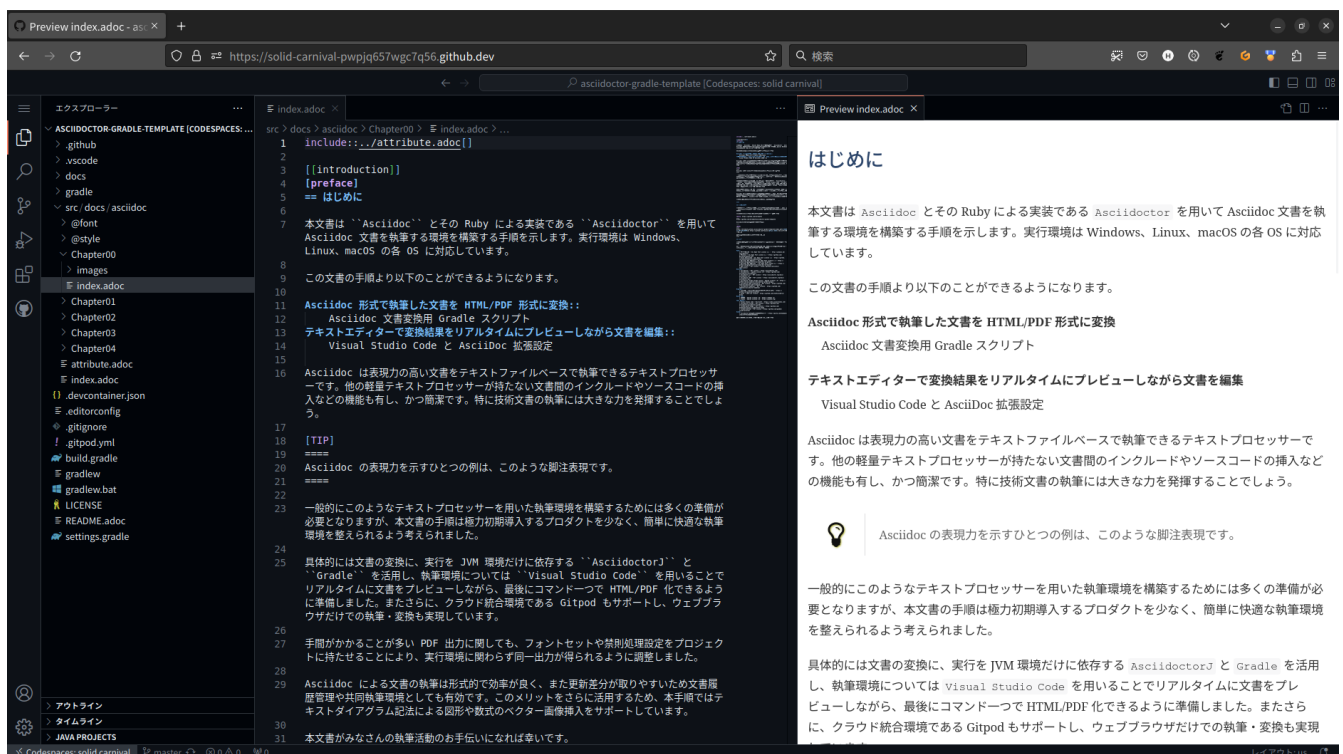 Preview index.adoc - asc
https://solid-carnival-pwpjq657wgc7q56.github.dev
検索
asciidoctor-gradle-template [Codespaces: solid carnival]
エクスプローラー
ASCIIDOCTOR-GRADLE-TEMPLATE [CODESPACES: ...
.github
.vscode
docs
gradle
src / docs / asciidoc
@font
@style
Chapter00
images
index.adoc
Chapter01
Chapter02
Chapter03
Chapter04
attribute.adoc
index.adoc
.devcontainer.json
.editorconfig
.gitignore
.gitpod.yml
build.gradle
gradlew
gradlew.bat
LICENSE
README.adoc
settings.gradle
アウトライン
タイムライン
JAVA PROJECTS
index.adoc
src > docs > asciidoc > Chapter00 > index.adoc > ...
1 include::../attribute.adoc[]
2
3 [[introduction]]
4 [preface]
5 == はじめに
6
7 本文書は ``Asciidoc`` とその Ruby による実装である ``Asciidoctor`` を用いて
Asciidoc 文書を執筆する環境を構築する手順を示します。実行環境は Windows、
Linux、macOS の各 OS に対応しています。
8
9 この文書の手順より以下のことができるようになります。
10
11 Asciidoc 形式で執筆した文書を HTML/PDF 形式に変換::
12 Asciidoc 文書変換用 Gradle スクリプト
13 テキストエディターで変換結果をリアルタイムにプレビューしながら文書を編集::
14 Visual Studio Code と AsciiDoc 拡張設定
15
16 Asciidoc は表現力の高い文書をテキストファイルベースで執筆できるテキストプロセッサ
ーです。他の軽量テキストプロセッサーが持たない文書間のインクルードやソースコードの挿
入などの機能も有し、かつ簡潔です。特に技術文書の執筆には大きな力を発揮することでしょ
う。
17
18 [TIP]
19 ====
20 Asciidoc の表現力を示すひとつの例は、このような脚注表現です。
21 ====
22
23 一般的にこのようなテキストプロセッサーを用いた執筆環境を構築するためには多くの準備が
必要となりますが、本文書の手順は極力初期導入するプロダクトを少なく、簡単に快適な執筆
環境を整えられるよう考えられました。
24
25 具体的には文書の変換に、実行を JVM 環境だけに依存する ``AsciidoctorJ`` と
``Gradle`` を活用し、執筆環境については ``Visual Studio Code`` を用いることで
リアルタイムに文書をプレビューしながら、最後にコマンド一つで HTML/PDF 化できるよう
に準備しました。またさらに、クラウド統合環境である Gitpod もサポートし、ウェブブラ
ウザだけでの執筆・変換も実現しています。
26
27 手間がかかることが多い PDF 出力に関しても、フォントセットや禁則処理設定をプロジェク
トに持たせることにより、実行環境に関わらず同一出力が得られるように調整しました。
28
29 Asciidoc による文書の執筆は形式的で効率が良く、また更新差分が取りやすいため文書履
歴管理や共同執筆環境としても有効です。このメリットをさらに活用するため、本手順ではテ
キストダイアグラム記法による図形や数式のベクター画像挿入をサポートしています。
30
31 本文書がみなさんの執筆活動のお手伝いになれば幸いです。
Preview index.adoc
はじめに
本文書は Asciidoc とその Ruby による実装である Asciidoctor を用いて Asciidoc 文書を執
筆する環境を構築する手順を示します。実行環境は Windows、Linux、macOS の各 OS に対応
しています。
この文書の手順より以下のことができるようになります。
Asciidoc 形式で執筆した文書を HTML/PDF 形式に変換
Asciidoc 文書変換用 Gradle スクリプト
テキストエディターで変換結果をリアルタイムにプレビューしながら文書を編集
Visual Studio Code と AsciiDoc 拡張設定
Asciidoc は表現力の高い文書をテキストファイルベースで執筆できるテキストプロセッサーで
す。他の軽量テキストプロセッサーが持たない文書間のインクルードやソースコードの挿入など
の機能も有し、かつ簡潔です。特に技術文書の執筆には大きな力を発揮することでしょう。
Asciidoc の表現力を示すひとつの例は、このような脚注表現です。
一般的にこのようなテキストプロセッサーを用いた執筆環境を構築するためには多くの準備が必
要となりますが、本文書の手順は極力初期導入するプロダクトを少なく、簡単に快適な執筆環境
を整えられるよう考えられました。
具体的には文書の変換に、実行を JVM 環境だけに依存する AsciidoctorJ と Gradle を活用
し、執筆環境については Visual Studio Code を用いることでリアルタイムに文書をプレ
ビューしながら、最後にコマンド一つで HTML/PDF 化できるように準備しました。またさら
に、クラウド統合環境である Gitpod もサポートし、ウェブブラウザだけでの執筆・変換も実現
Codespaces: solid carnival
master
0 0
0
レイアウト: us